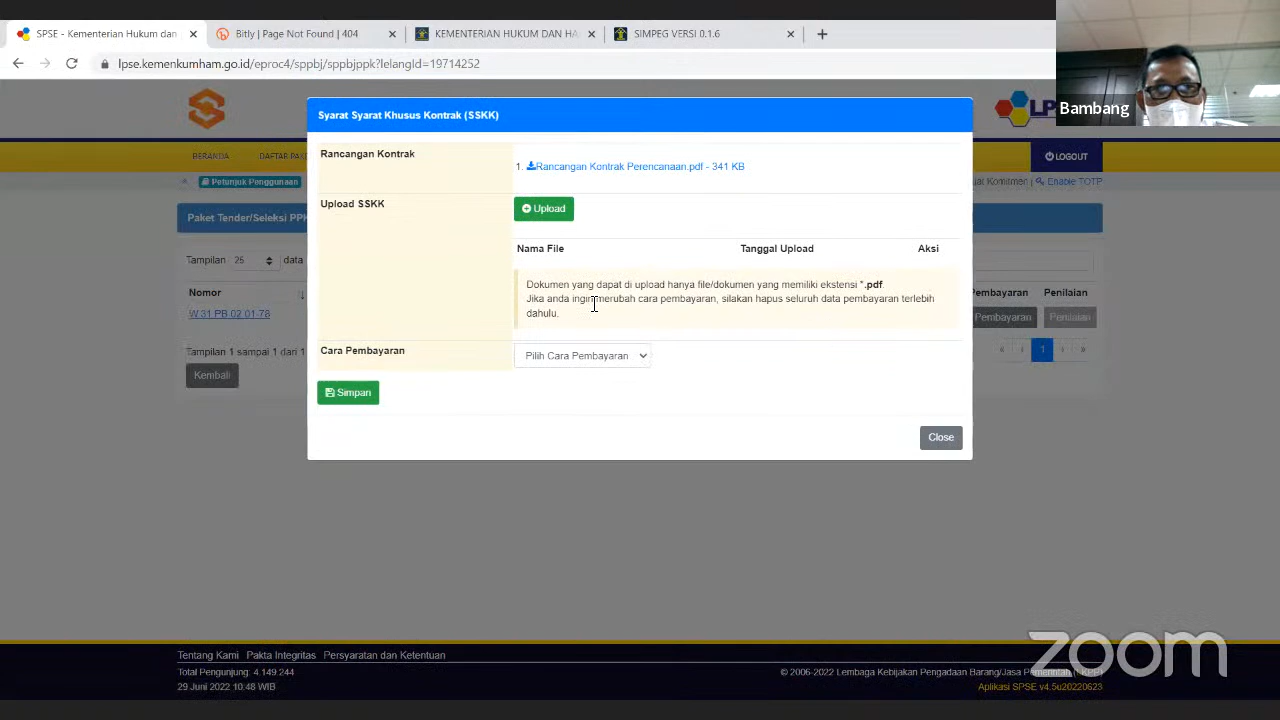 SPSE - Kementerian Hukum dan
Bitly | Page Not Found | 404
KEMENTERIAN HUKUM DAN HA
SIMPEG VERSI 0.1.6
lpse.kemenkumham.go.id/eproc4/sppbj/sppbjppk?lelangId=19714252
Bambang
LP
BERANDA
LOGOUT
Petunjuk Penggunaan
Enable TOTP
Paket Tender/Seleksi PPK
Tampilan 25 data
Nomor
Pembayaran
Penilaian
W.31.PB.02.01-78
Pembayaran
Penilaian
Tampilan 1 sampai 1 dari 1
« ‹ 1 › »
Kembali
Syarat Syarat Khusus Kontrak (SSKK)
Rancangan Kontrak
1. Rancangan Kontrak Perencanaan.pdf - 341 KB
Upload SSKK
Upload
Nama File Tanggal Upload Aksi
Dokumen yang dapat di upload hanya file/dokumen yang memiliki ekstensi *.pdf.
Jika anda ingin merubah cara pembayaran, silakan hapus seluruh data pembayaran terlebih
dahulu.
Cara Pembayaran
Pilih Cara Pembayaran
Simpan
Close
Tentang Kami Pakta Integritas Persyaratan dan Ketentuan
Total Pengunjung: 4.149.244
29 Juni 2022 10:48 WIB
© 2006-2022 Lembaga Kebijakan Pengadaan Barang/Jasa Pemerintah (LKPP)
Aplikasi SPSE v4.5u20220623
zoom